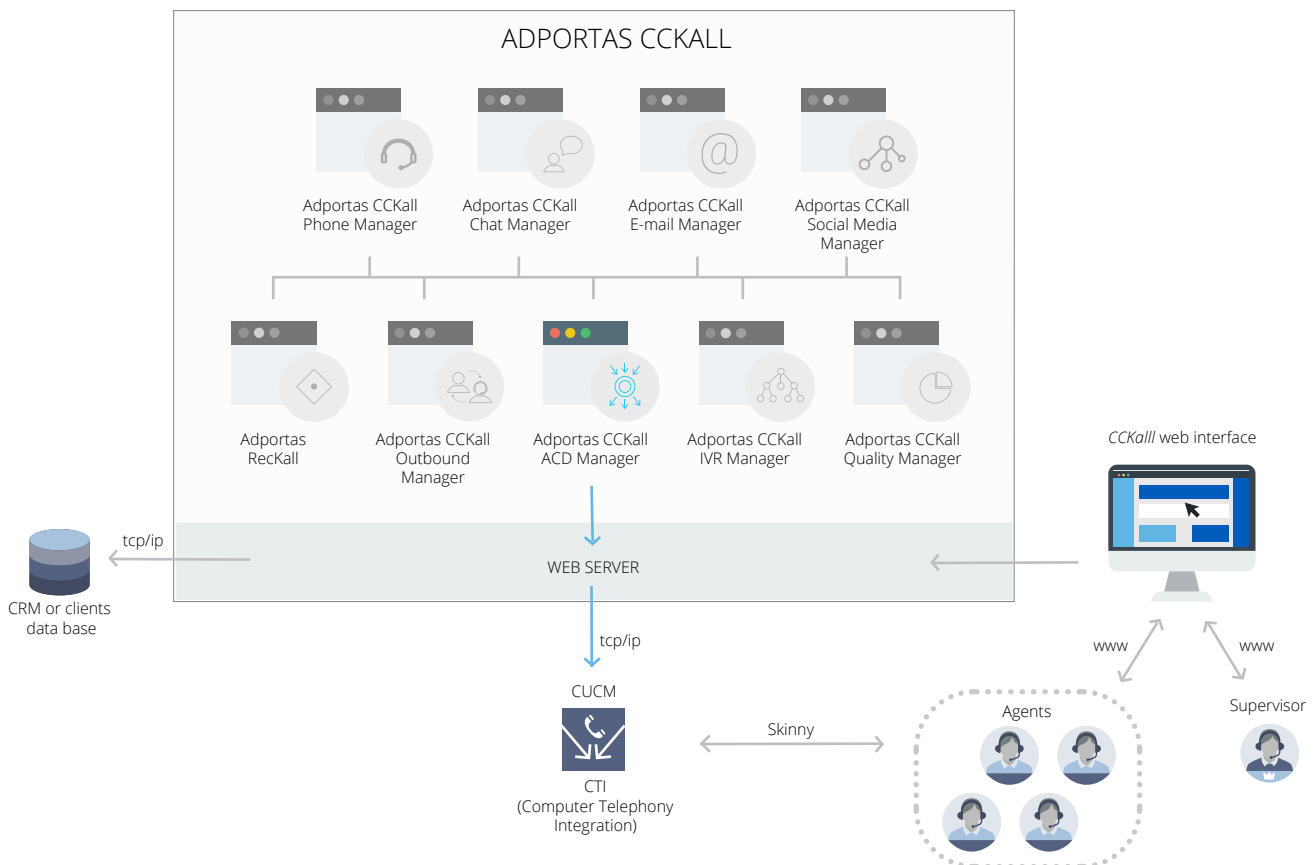 ADPORTAS CCKALL
Adportas CCKall
Phone Manager
Adportas CCKall
Chat Manager
@
Adportas CCKall
E-mail Manager
Adportas CCKall
Social Media
Manager
Adportas
RecKall
Adportas CCKall
Outbound
Manager
Adportas CCKall
ACD Manager
Adportas CCKall
IVR Manager
Adportas CCKall
Quality Manager
CCKalll web interface
tcp/ip
WEB SERVER
CRM or clients
data base
tcp/ip
www
www
CUCM
Skinny
Agents
Supervisor
CTI
(Computer Telephony
Integration)